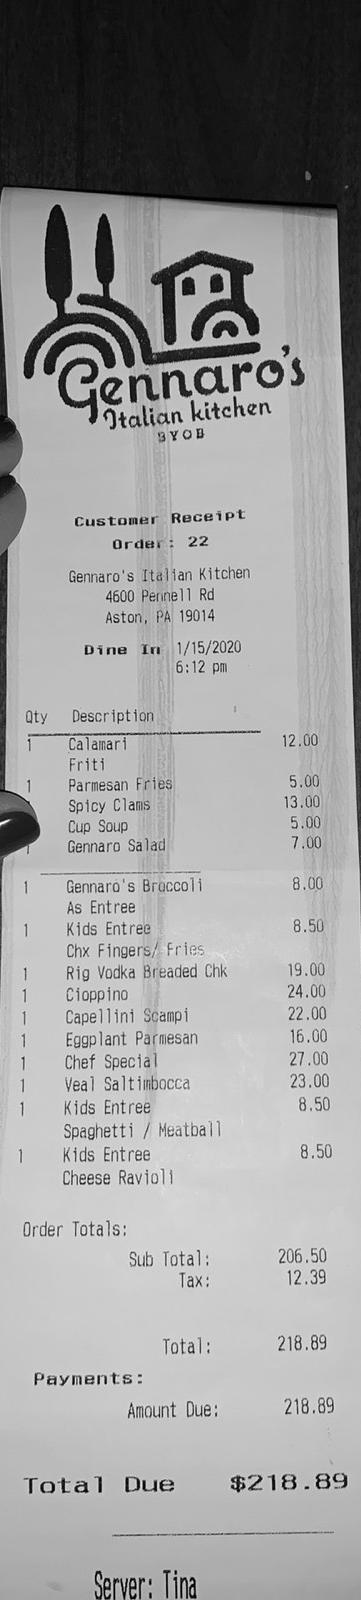 Gennaro's
Italian kitchen
BYOB
Customer Receipt
Order: 22
Gennaro's Italian Kitchen
4600 Pennell Rd
Aston, PA 19014
Dine In 1/15/2020
6:12 pm
Qty Description
1 Calamari 12.00
Friti
1 Parmesan Fries 5.00
Spicy Clams 13.00
Cup Soup 5.00
Gennaro Salad 7.00
1 Gennaro's Broccoli 8.00
As Entree
1 Kids Entree 8.50
Chx Fingers/ Fries
1 Rig Vodka Breaded Chk 19.00
1 Cioppino 24.00
1 Capellini Scampi 22.00
1 Eggplant Parmesan 16.00
1 Chef Special 27.00
1 Veal Saltimbocca 23.00
1 Kids Entree 8.50
Spaghetti / Meatball
1 Kids Entree 8.50
Cheese Ravioli
Order Totals:
Sub Total: 206.50
Tax: 12.39
Total: 218.89
Payments:
Amount Due: 218.89
Total Due $218.89
Server: Tina